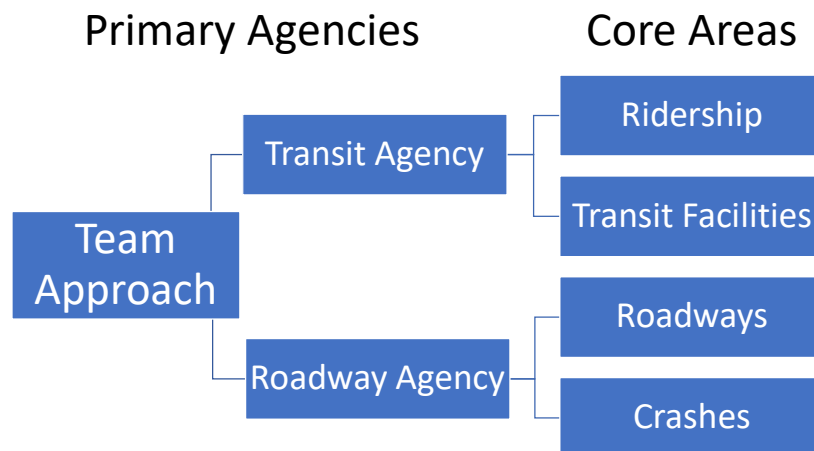 Primary Agencies
Core Areas
Team
Approach
Transit Agency
Roadway Agency
Ridership
Transit Facilities
Roadways
Crashes